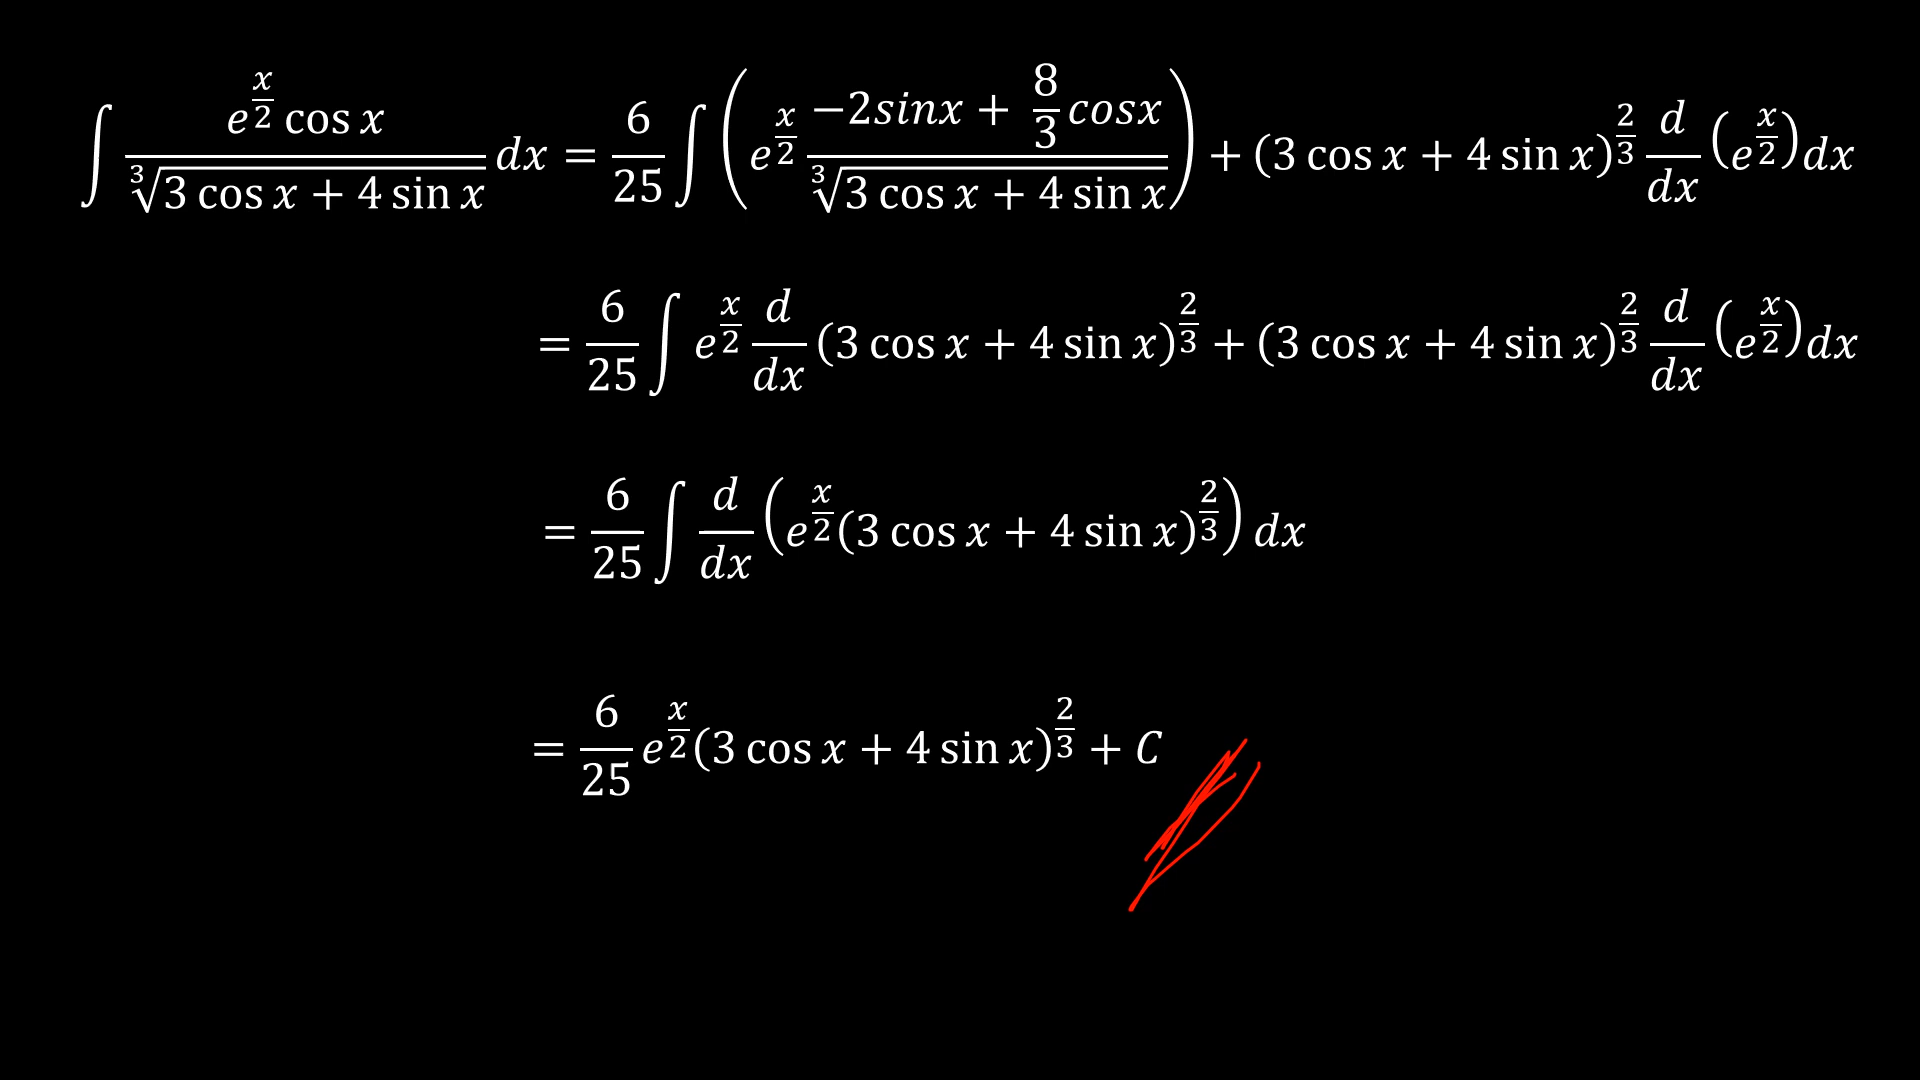 ∫ e^{x/2} cos x / ∛(3 cos x + 4 sin x) dx = 6/25 ∫ ( e^{x/2} (−2sinx + 8/3 cosx) / ∛(3 cos x + 4 sin x) ) + (3 cos x + 4 sin x)^{2/3} d/dx (e^{x/2}) dx
= 6/25 ∫ e^{x/2} d/dx (3 cos x + 4 sin x)^{2/3} + (3 cos x + 4 sin x)^{2/3} d/dx (e^{x/2}) dx
= 6/25 ∫ d/dx (e^{x/2} (3 cos x + 4 sin x)^{2/3}) dx
= 6/25 e^{x/2} (3 cos x + 4 sin x)^{2/3} + C